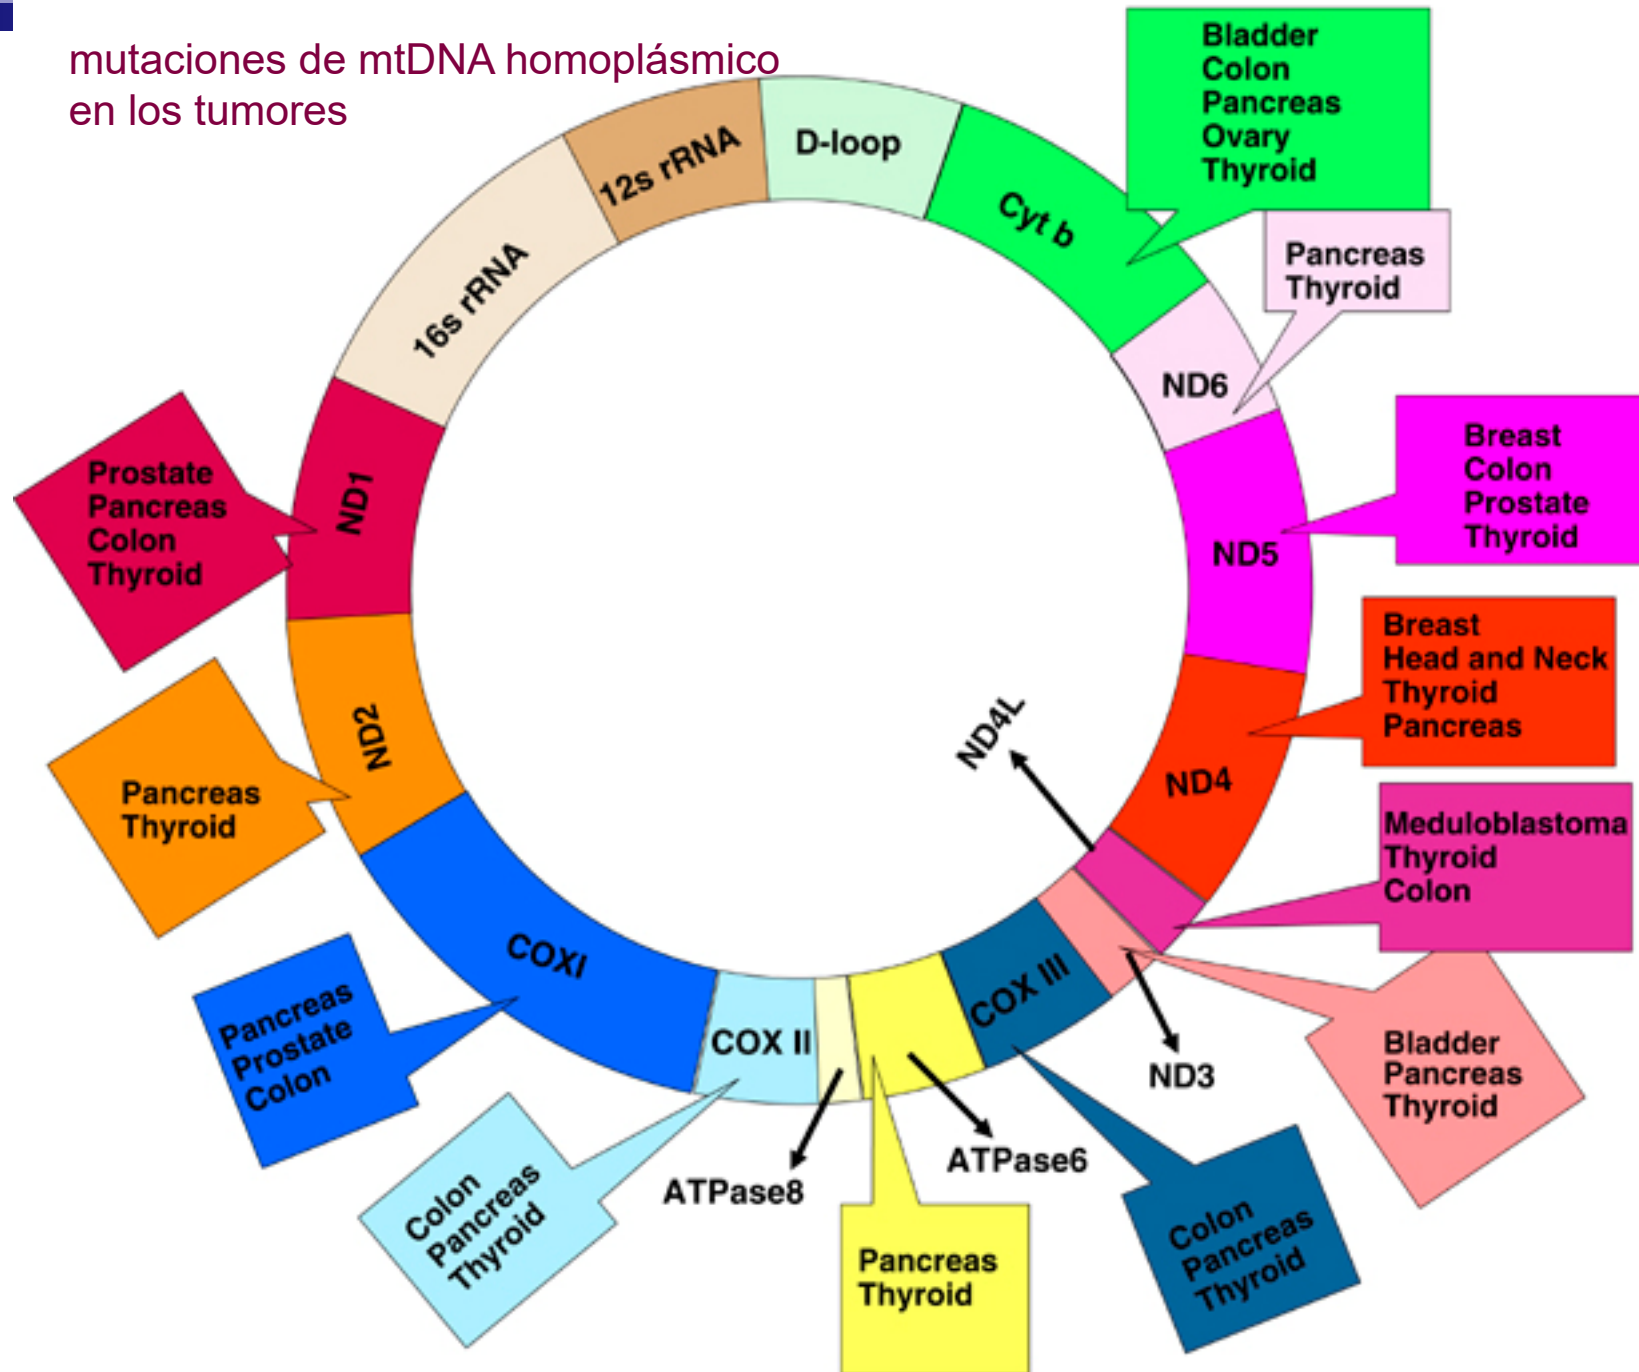 mutaciones de mtDNA homoplásmico
en los tumores
D-loop
12s rRNA
16s rRNA
Cyt b
Bladder
Colon
Pancreas
Ovary
Thyroid
Pancreas
Thyroid
ND6
Breast
Colon
Prostate
Thyroid
ND5
Breast
Head and Neck
Thyroid
Pancreas
ND4
ND4L
Meduloblastoma
Thyroid
Colon
Bladder
Pancreas
Thyroid
ND3
COX III
Colon
Pancreas
Thyroid
ATPase6
Pancreas
Thyroid
ATPase8
COX II
Colon
Pancreas
Thyroid
COXI
Pancreas
Prostate
Colon
ND2
Pancreas
Thyroid
ND1
Prostate
Pancreas
Colon
Thyroid